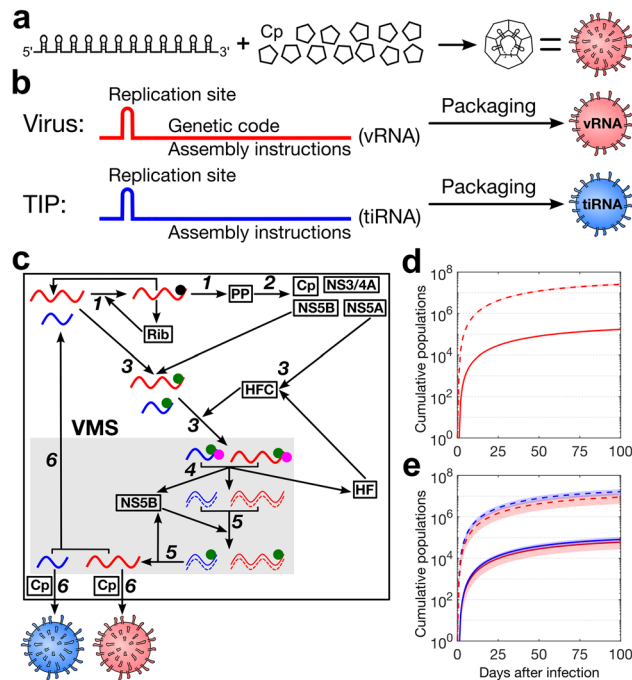 a
5'
3'
+
Cp
=
b
Replication site
Virus:
Genetic code
(vRNA)
Packaging
vRNA
Assembly instructions
Replication site
TIP:
(tiRNA)
Packaging
tiRNA
Assembly instructions
c
1
1
PP
2
Cp
NS3/4A
NS5B
NS5A
Rib
3
3
HFC
3
VMS
6
4
NS5B
HF
5
5
Cp
6
Cp
6
d
Cumulative populations
10^8
10^6
10^4
10^2
10^0
0
25
50
75
100
e
Cumulative populations
10^8
10^6
10^4
10^2
10^0
0
25
50
75
100
Days after infection